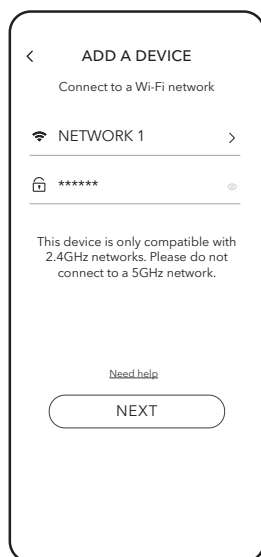 ADD A DEVICE
Connect to a Wi-Fi network
NETWORK 1
******
This device is only compatible with
2.4GHz networks. Please do not
connect to a 5GHz network.
Need help
NEXT